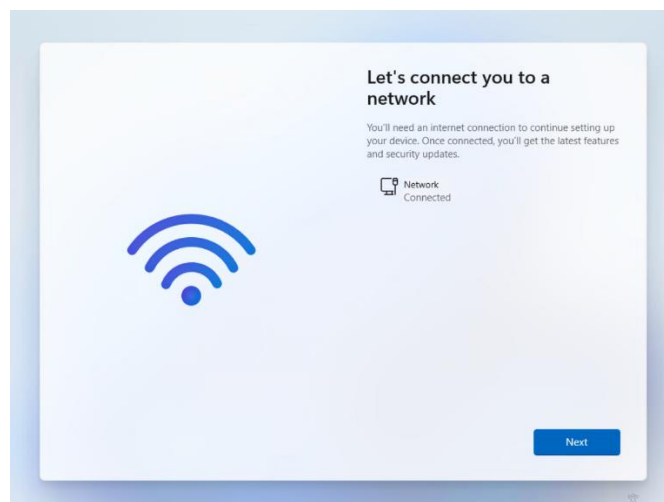 Let's connect you to a
network
You'll need an internet connection to continue setting up
your device. Once connected, you'll get the latest features
and security updates.
Network
Connected
Next